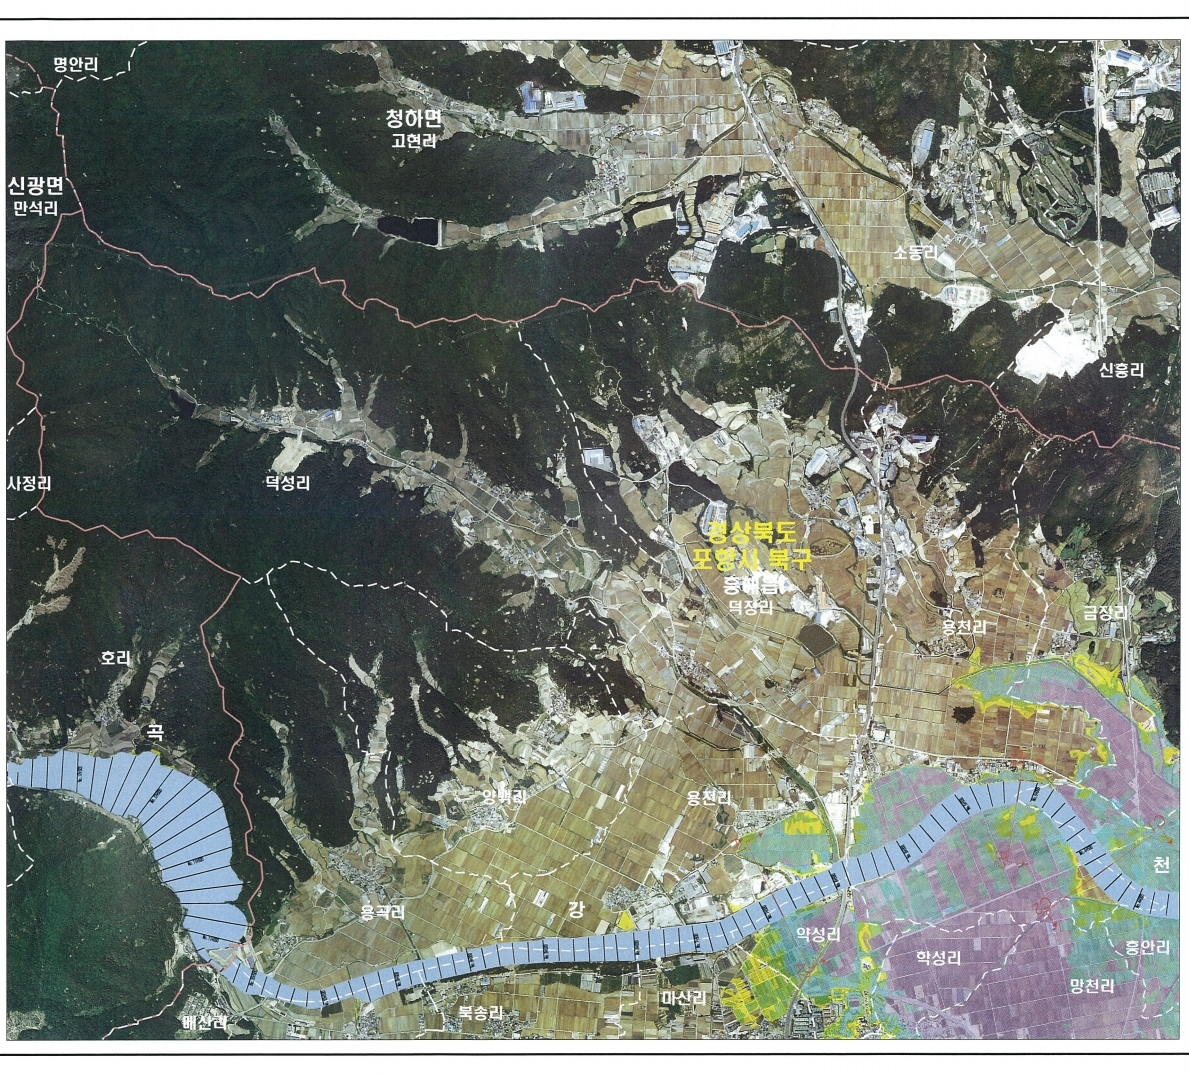 명안리
청하면
고현리
신광면
만석리
소동리
신흥리
사정리
덕성리
경상북도
포항시 북구
흥해읍
덕장리
금장리
용천리
호리
곡
양백리
용전리
천
강
용곡리
약성리
학성리
흥안리
망천리
마산리
북송리
매산리